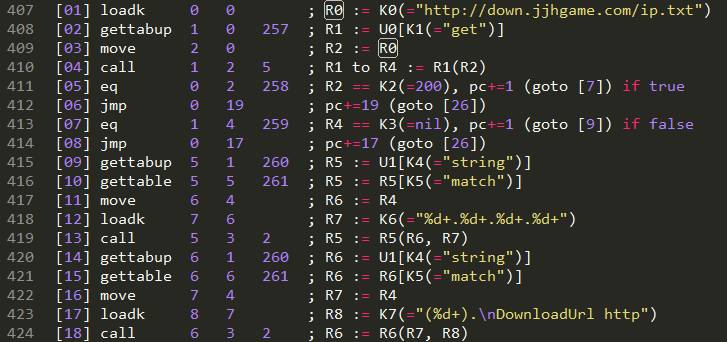 407 [01] loadk 0 0 ; R0 := K0(="http://down.jjhgame.com/ip.txt")
408 [02] gettabup 1 0 257 ; R1 := U0[K1(="get")]
409 [03] move 2 0 ; R2 := R0
410 [04] call 1 2 5 ; R1 to R4 := R1(R2)
411 [05] eq 0 2 258 ; R2 == K2(=200), pc+=1 (goto [7]) if true
412 [06] jmp 0 19 ; pc+=19 (goto [26])
413 [07] eq 1 4 259 ; R4 == K3(=nil), pc+=1 (goto [9]) if false
414 [08] jmp 0 17 ; pc+=17 (goto [26])
415 [09] gettabup 5 1 260 ; R5 := U1[K4(="string")]
416 [10] gettable 5 5 261 ; R5 := R5[K5(="match")]
417 [11] move 6 4 ; R6 := R4
418 [12] loadk 7 6 ; R7 := K6(="%d+.%d+.%d+.%d+")
419 [13] call 5 3 2 ; R5 := R5(R6, R7)
420 [14] gettabup 6 1 260 ; R6 := U1[K4(="string")]
421 [15] gettable 6 6 261 ; R6 := R6[K5(="match")]
422 [16] move 7 4 ; R7 := R4
423 [17] loadk 8 7 ; R8 := K7(="(%d+).\nDownloadUrl http")
424 [18] call 6 3 2 ; R6 := R6(R7, R8)